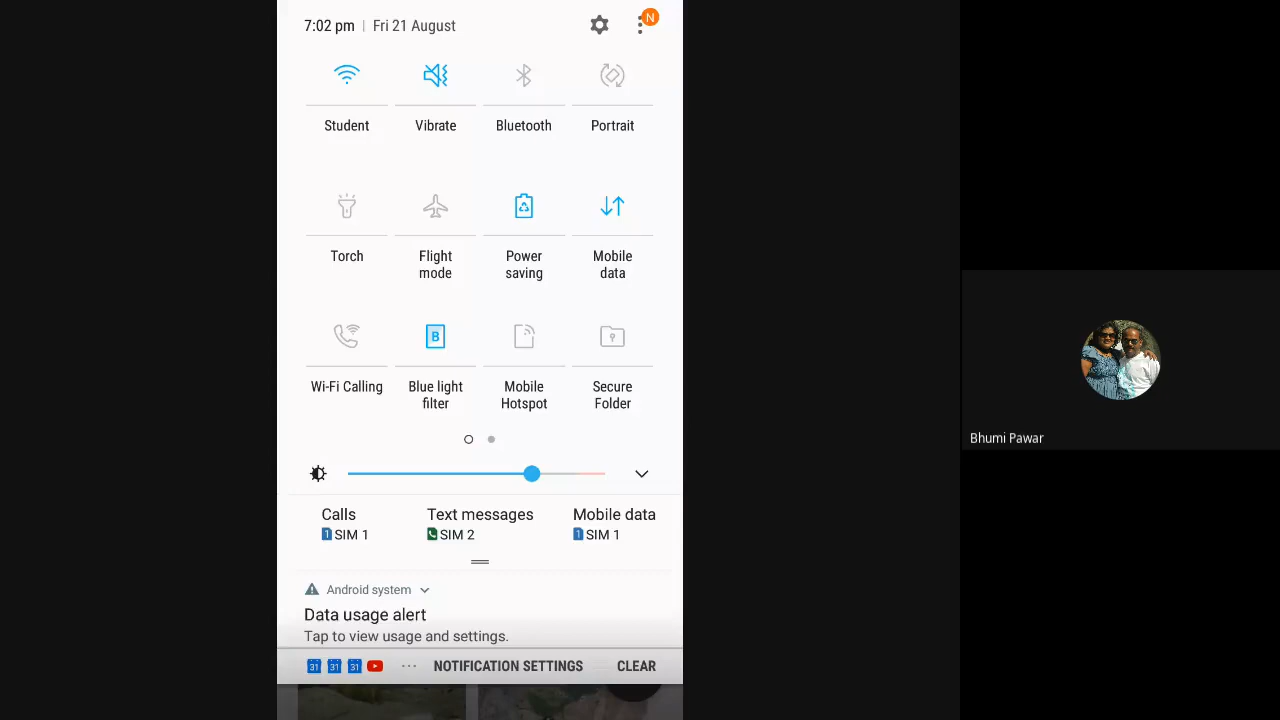 7:02 pm | Fri 21 August
N
Student
Vibrate
Bluetooth
Portrait
Torch
Flight
mode
Power
saving
Mobile
data
Wi-Fi Calling
B
Blue light
filter
Mobile
Hotspot
Secure
Folder
Calls
1 SIM 1
Text messages
SIM 2
Mobile data
1 SIM 1
Android system
Data usage alert
Tap to view usage and settings.
31 31 31
NOTIFICATION SETTINGS
CLEAR
Bhumi Pawar